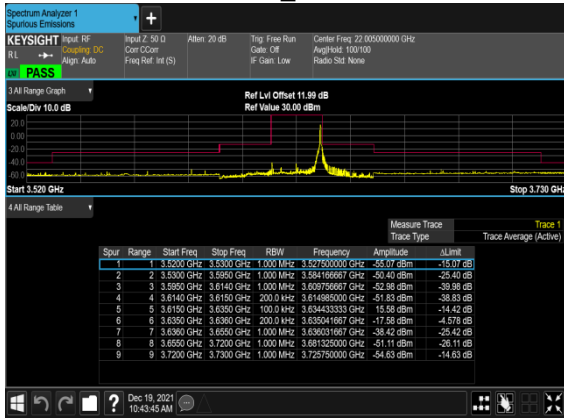 Spectrum Analyzer 1
Spurious Emissions
+
KEYSIGHT Input: RF Input Z: 50 Ω Atten: 20 dB Trig: Free Run Center Freq: 22.005000000 GHz
RL Coupling: DC Corr CCorr Gate: Off Avg|Hold: 100/100
Align: Auto Freq Ref: Int (S) IF Gain: Low Radio Std: None
PASS
3 All Range Graph Ref Lvl Offset 11.99 dB
Scale/Div 10.0 dB Ref Value 30.00 dBm
20.0
0.00
-20.0
-40.0
Start 3.520 GHz Stop 3.730 GHz
4 All Range Table
Measure Trace Trace 1
Trace Type Trace Average (Active)
Spur Range Start Freq Stop Freq RBW Frequency Amplitude ΔLimit
1 1 3.5200 GHz 3.5300 GHz 1.000 MHz 3.527500000 GHz -55.07 dBm -15.07 dB
2 2 3.5300 GHz 3.5950 GHz 1.000 MHz 3.584166667 GHz -50.40 dBm -25.40 dB
3 3 3.5950 GHz 3.6140 GHz 1.000 MHz 3.609756667 GHz -52.98 dBm -39.98 dB
4 4 3.6140 GHz 3.6150 GHz 200.0 kHz 3.614985000 GHz -51.83 dBm -38.83 dB
5 5 3.6150 GHz 3.6350 GHz 100.0 kHz 3.634433333 GHz 15.58 dBm -14.42 dB
6 6 3.6350 GHz 3.6360 GHz 200.0 kHz 3.635041667 GHz -17.58 dBm -4.578 dB
7 7 3.6360 GHz 3.6550 GHz 1.000 MHz 3.636031667 GHz -38.42 dBm -25.42 dB
8 8 3.6550 GHz 3.7200 GHz 1.000 MHz 3.681325000 GHz -51.11 dBm -26.11 dB
9 9 3.7200 GHz 3.7300 GHz 1.000 MHz 3.725750000 GHz -54.63 dBm -14.63 dB
? Dec 19, 2021
10:43:45 AM